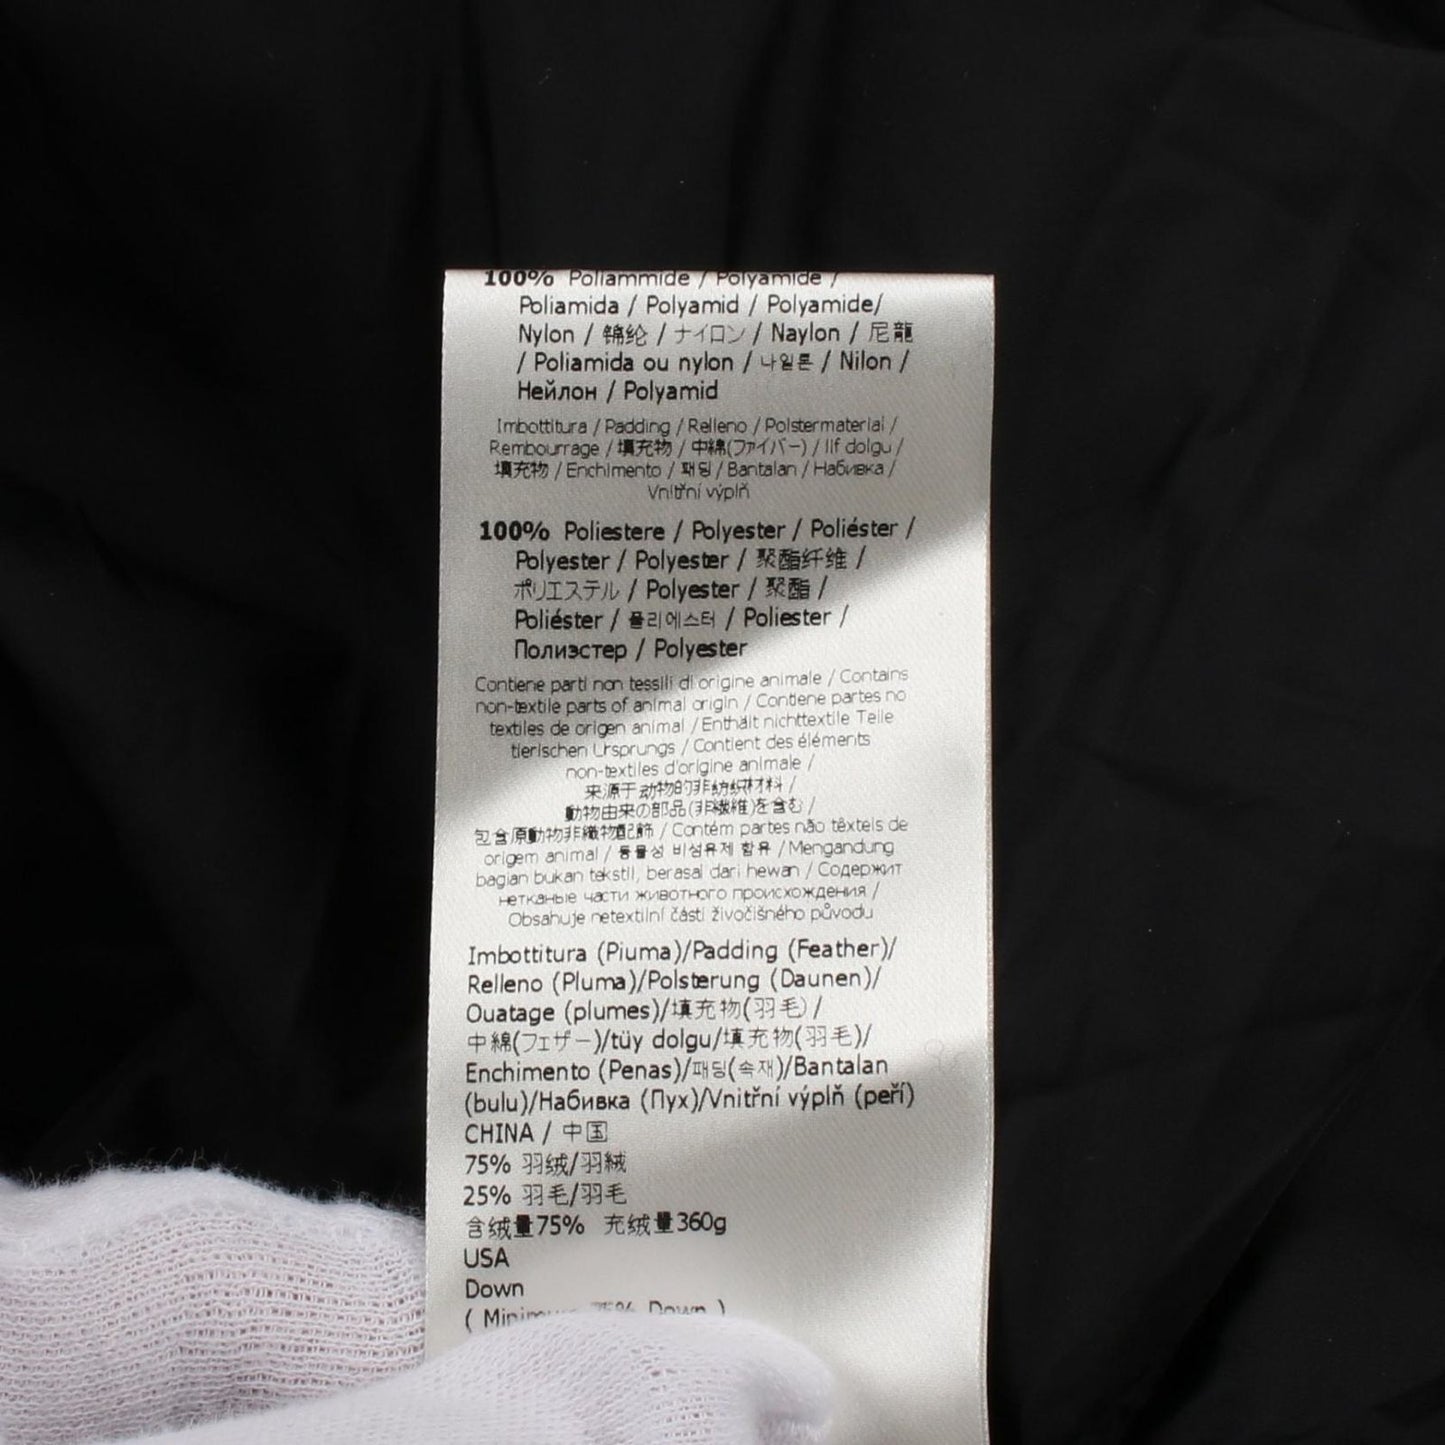 100% Poliammide / Polyamide /
Poliamida / Polyamid / Polyamide/
Nylon / 锦纶 / ナイロン / Naylon / 尼龍
/ Poliamida ou nylon / 나일론 / Nilon /
Нейлон / Polyamid
Imbottitura / Padding / Relleno / Polstermaterial /
Rembourrage / 填充物 / 中綿(ファイバー) / lif dolgu /
填充物 / Enchimento / 패딩 / Bantalan / Набивка /
Vnitřní výplň
100% Poliestere / Polyester / Poliéster /
Polyester / Polyester / 聚酯纤维 /
ポリエステル / Polyester / 聚酯 /
Poliéster / 폴리에스터 / Poliester /
Полиэстер / Polyester
Contiene parti non tessili di origine animale / Contains
non-textile parts of animal origin / Contiene partes no
textiles de origen animal / Enthält nichttextile Teile
tierischen Ursprungs / Contient des éléments
non-textiles d'origine animale /
来源于动物的非纺织材料 /
動物由来の部品(非繊維)を含む /
包含原動物非織物配飾 / Contém partes não têxteis de
origem animal / 동물성 비섬유제 함유 / Mengandung
bagian bukan tekstil, berasal dari hewan / Содержит
нетканые части животного происхождения /
Obsahuje netextilní části živočišného původu
Imbottitura (Piuma)/Padding (Feather)/
Relleno (Pluma)/Polsterung (Daunen)/
Ouatage (plumes)/填充物(羽毛) /
中綿(フェザー)/tüy dolgu/填充物(羽毛)/
Enchimento (Penas)/패딩(속재)/Bantalan
(bulu)/Набивка (Пух)/Vnitřní výplň (peří)
CHINA / 中国
75% 羽绒/羽絨
25% 羽毛/羽毛
含绒量75% 充绒量360g
USA
Down
( Minimum 75% Down )